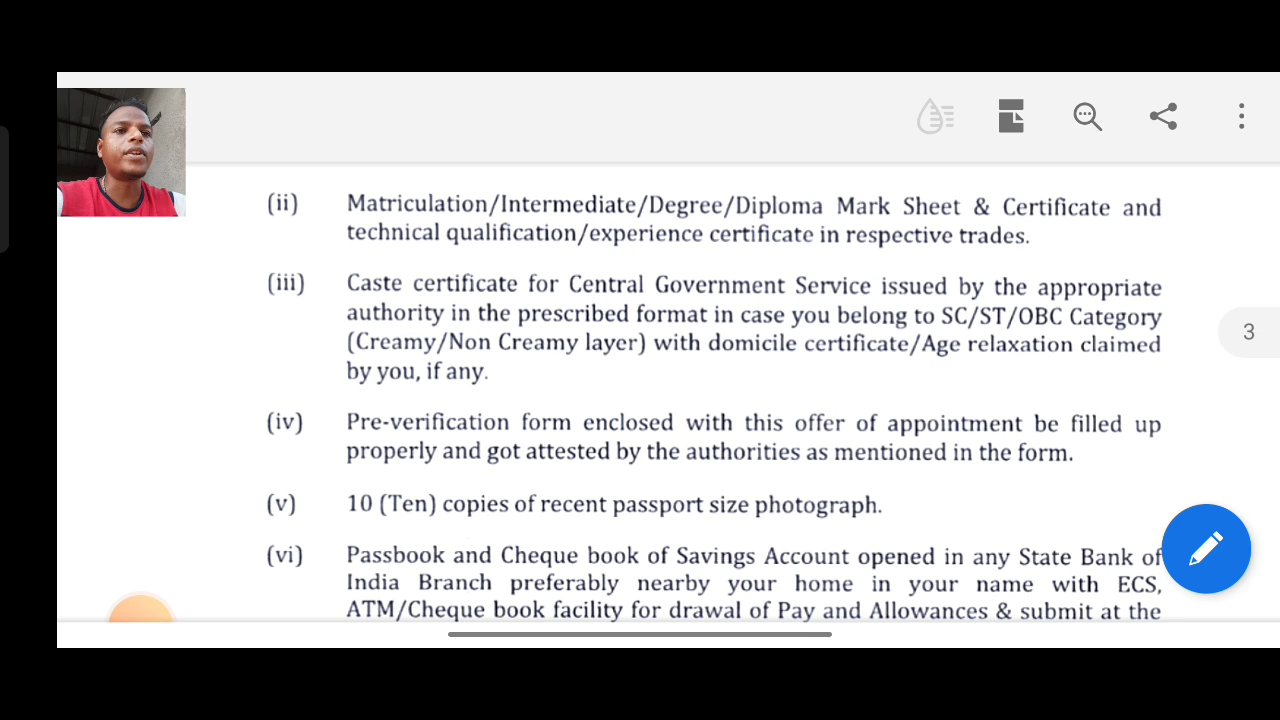 (ii) Matriculation/Intermediate/Degree/Diploma Mark Sheet & Certificate and
technical qualification/experience certificate in respective trades.
(iii) Caste certificate for Central Government Service issued by the appropriate
authority in the prescribed format in case you belong to SC/ST/OBC Category
(Creamy/Non Creamy layer) with domicile certificate/Age relaxation claimed
by you, if any.
3
(iv) Pre-verification form enclosed with this offer of appointment be filled up
properly and got attested by the authorities as mentioned in the form.
(v) 10 (Ten) copies of recent passport size photograph.
(vi) Passbook and Cheque book of Savings Account opened in any State Bank of
India Branch preferably nearby your home in your name with ECS,
ATM/Cheque book facility for drawal of Pay and Allowances & submit at the